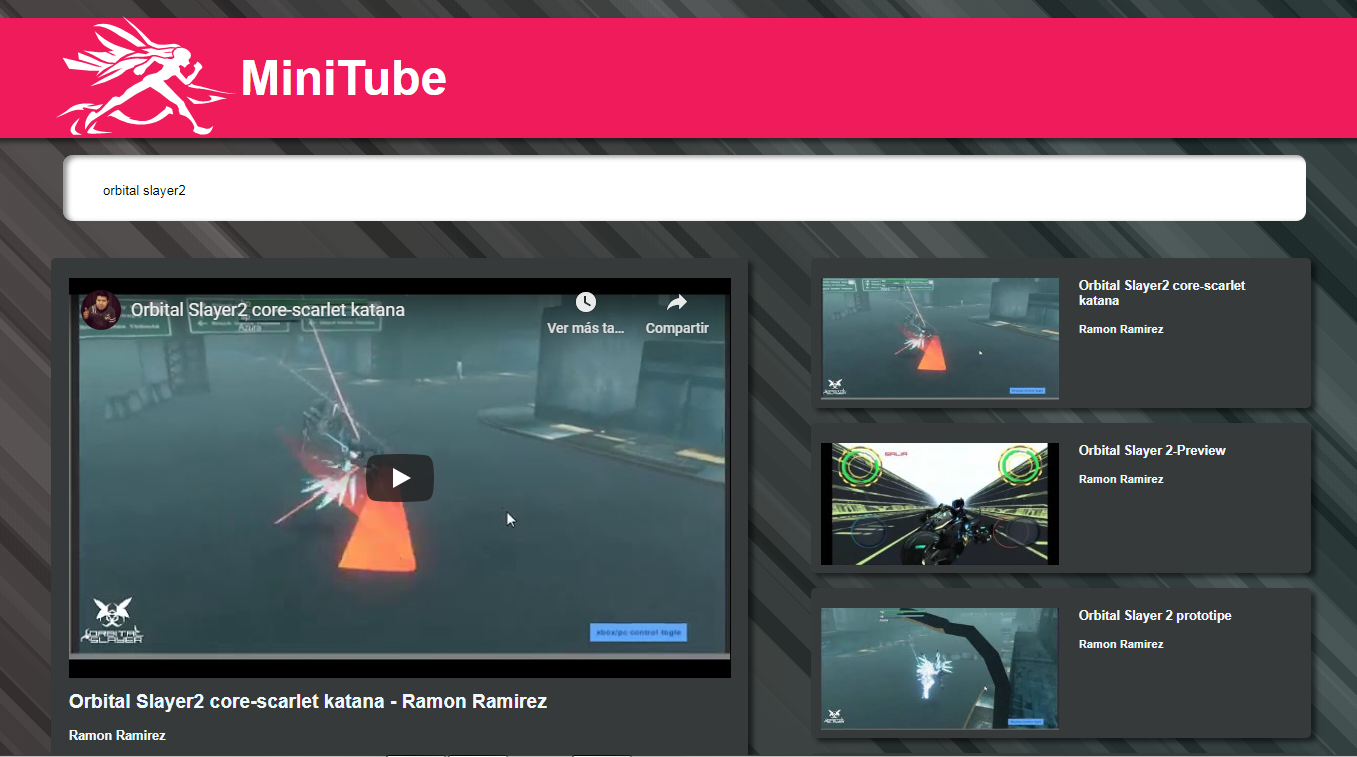 MiniTube
orbital slayer2
Orbital Slayer2 core-scarlet katana
Ver más ta...
Compartir
Azura
ORBITAL
SLAYER
xbox/pc control togle
Orbital Slayer2 core-scarlet katana - Ramon Ramirez
Ramon Ramirez
Orbital Slayer2 core-scarlet
katana
Ramon Ramirez
Orbital Slayer 2-Preview
Ramon Ramirez
Orbital Slayer 2 prototipe
Ramon Ramirez